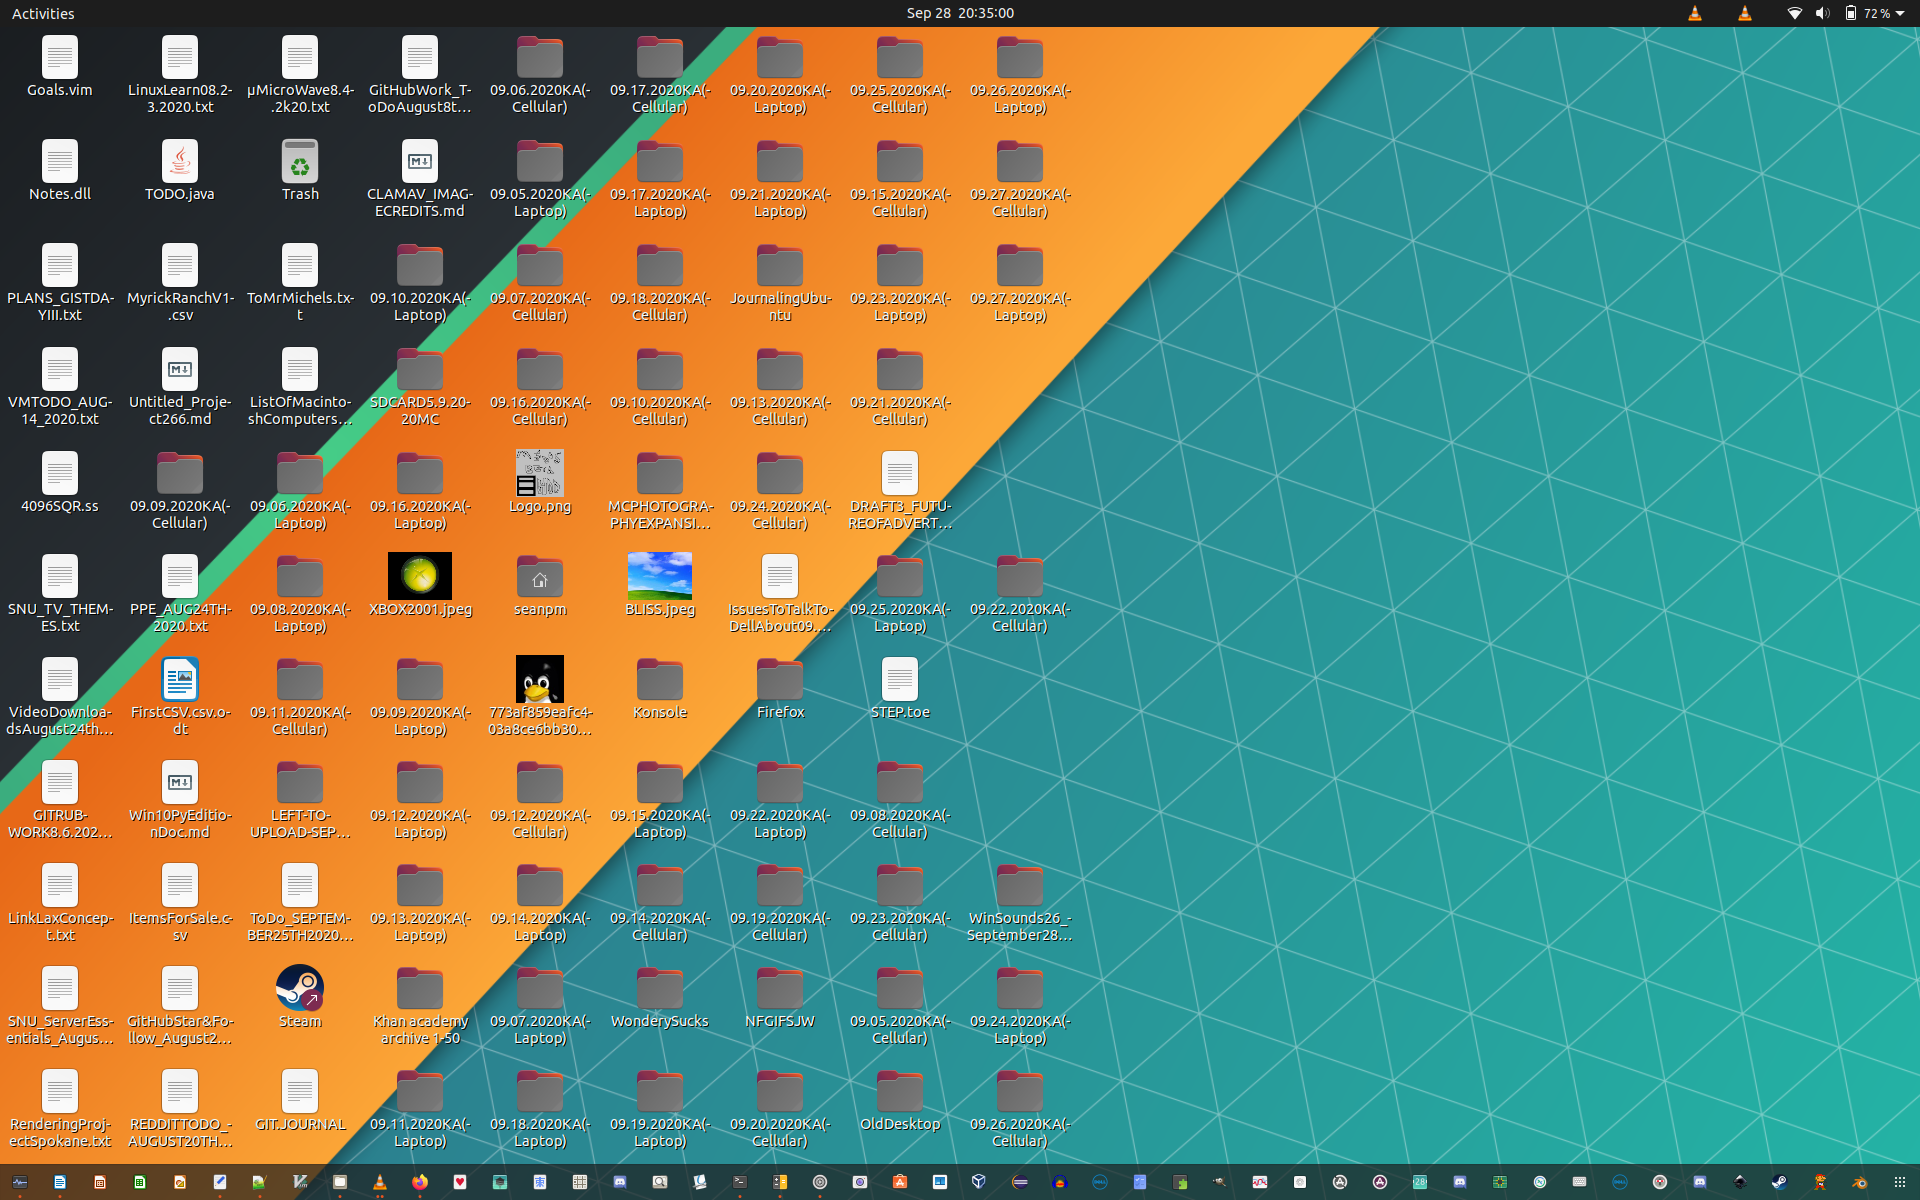 Activities
Sep 28 20:35:00
72 %
Goals.vim
LinuxLearn08.2-
3.2020.txt
µMicroWave8.4-
.2k20.txt
GitHubWork_T-
oDoAugust8t...
09.06.2020KA(-
Cellular)
09.17.2020KA(-
Cellular)
09.20.2020KA(-
Laptop)
09.25.2020KA(-
Cellular)
09.26.2020KA(-
Laptop)
Notes.dll
TODO.java
Trash
CLAMAV_IMAG-
ECREDITS.md
09.05.2020KA(-
Laptop)
09.17.2020KA(-
Laptop)
09.21.2020KA(-
Laptop)
09.15.2020KA(-
Cellular)
09.27.2020KA(-
Cellular)
PLANS_GISTDA-
YIII.txt
MyrickRanchV1-
.csv
ToMrMichels.tx-
t
09.10.2020KA(-
Laptop)
09.07.2020KA(-
Cellular)
09.18.2020KA(-
Cellular)
JournalingUbu-
ntu
09.23.2020KA(-
Laptop)
09.27.2020KA(-
Laptop)
VMTODO_AUG-
14_2020.txt
Untitled_Proje-
ct266.md
ListOfMacinto-
shComputers...
SDCARD5.9.20-
20MC
09.16.2020KA(-
Cellular)
09.10.2020KA(-
Cellular)
09.13.2020KA(-
Cellular)
09.21.2020KA(-
Cellular)
4096SQR.ss
09.09.2020KA(-
Cellular)
09.06.2020KA(-
Laptop)
09.16.2020KA(-
Laptop)
Logo.png
MCPHOTOGRA-
PHYEXPANSI...
09.24.2020KA(-
Cellular)
DRAFT3_FUTU-
REOFADVERT...
SNU_TV_THEM-
ES.txt
PPE_AUG24TH-
2020.txt
09.08.2020KA(-
Laptop)
XBOX2001.jpeg
seanpm
BLISS.jpeg
IssuesToTalkTo-
DellAbout09....
09.25.2020KA(-
Laptop)
09.22.2020KA(-
Cellular)
VideoDownloa-
dsAugust24th...
FirstCSV.csv.o-
dt
09.11.2020KA(-
Cellular)
09.09.2020KA(-
Laptop)
773af859eafc4-
03a8ce6bb30...
Konsole
Firefox
STEP.toe
GITRUB-
WORK8.6.202...
Win10PyEditio-
nDoc.md
LEFT-TO-
UPLOAD-SEP...
09.12.2020KA(-
Laptop)
09.12.2020KA(-
Cellular)
09.15.2020KA(-
Laptop)
09.22.2020KA(-
Laptop)
09.08.2020KA(-
Cellular)
LinkLaxConcep-
t.txt
ItemsForSale.c-
sv
ToDo_SEPTEM-
BER25TH2020...
09.13.2020KA(-
Laptop)
09.14.2020KA(-
Laptop)
09.14.2020KA(-
Cellular)
09.19.2020KA(-
Cellular)
09.23.2020KA(-
Cellular)
WinSounds26_-
September28...
SNU_ServerEss-
entials_Augus...
GitHubStar&Fo-
llow_August2...
Steam
Khan academy
archive 1-50
09.07.2020KA(-
Laptop)
WonderySucks
NFGIFSJW
09.05.2020KA(-
Cellular)
09.24.2020KA(-
Laptop)
RenderingProj-
ectSpokane.txt
REDDITTODO_-
AUGUST20TH...
GIT.JOURNAL
09.11.2020KA(-
Laptop)
09.18.2020KA(-
Laptop)
09.19.2020KA(-
Laptop)
09.20.2020KA(-
Cellular)
OldDesktop
09.26.2020KA(-
Cellular)